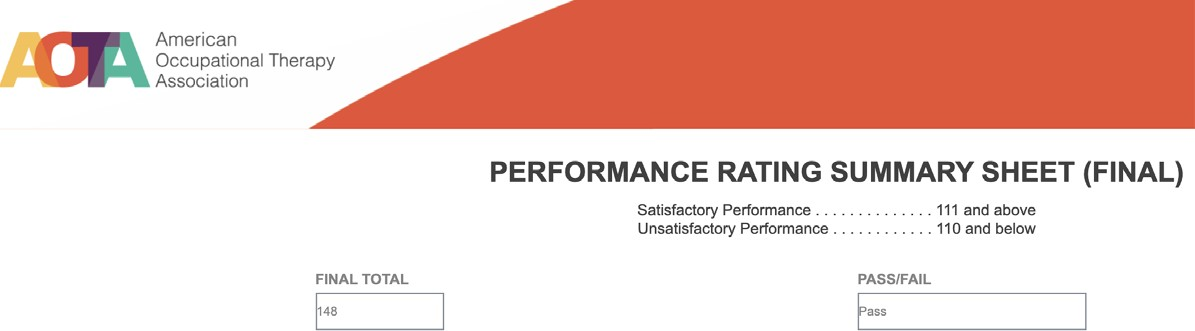 AOTA
American
Occupational Therapy
Association
PERFORMANCE RATING SUMMARY SHEET (FINAL)
Satisfactory Performance . . . . . . . . . . . . . . 111 and above
Unsatisfactory Performance . . . . . . . . . . . . 110 and below
FINAL TOTAL PASS/FAIL
148 Pass